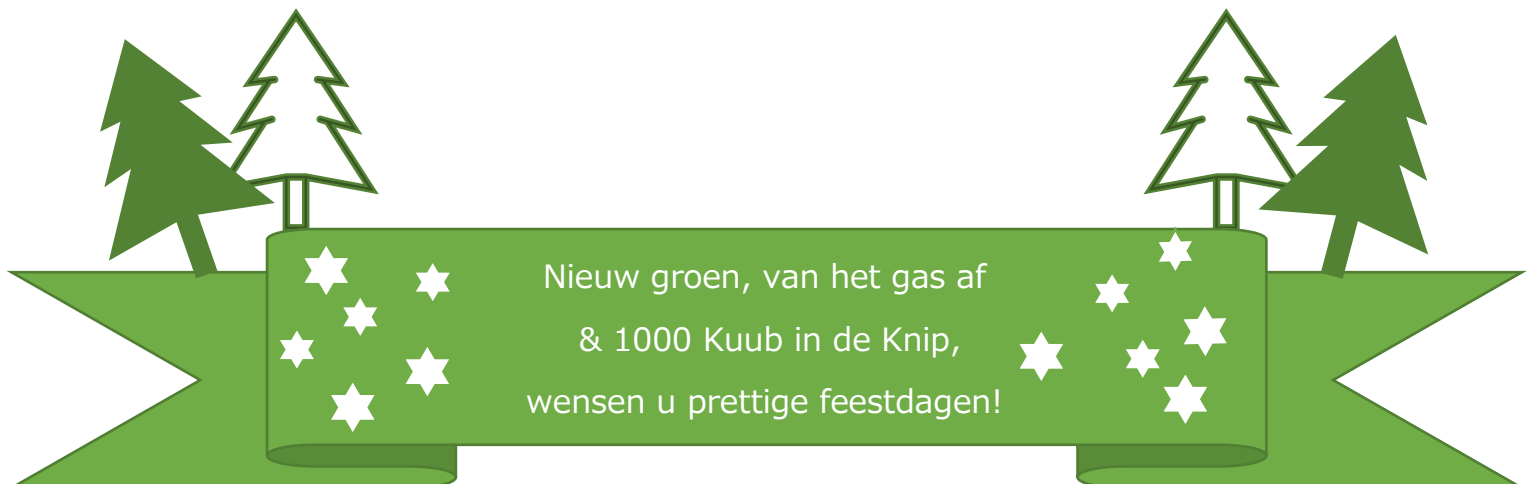 Nieuw groen, van het gas af
& 1000 Kuub in de Knip,
wensen u prettige feestdagen!